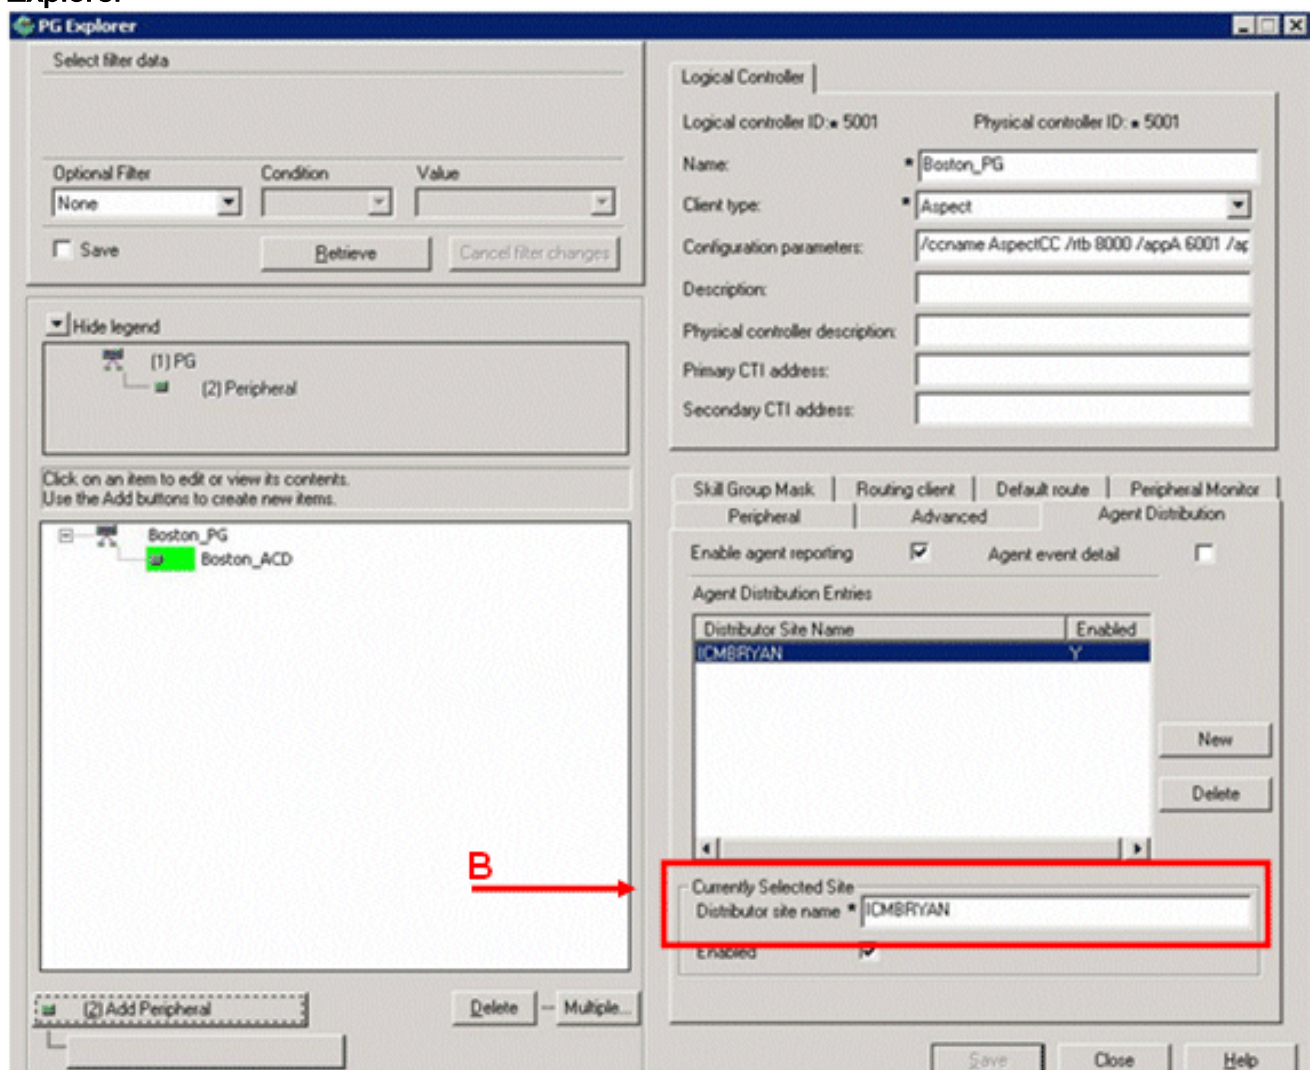 Explorer
PG Explorer
Select filter data
Optional Filter Condition Value
None
Save Retrieve Cancel filter changes
Hide legend
(1) PG
(2) Peripheral
Click on an item to edit or view its contents.
Use the Add buttons to create new items.
Boston_PG
Boston_ACD
B
(2) Add Peripheral Delete Multiple...
Logical Controller
Logical controller ID:* 5001 Physical controller ID: * 5001
Name: * Boston_PG
Client type: * Aspect
Configuration parameters: /ccname AspectCC /rtb 8000 /appA 6001 /ap
Description:
Physical controller description:
Primary CTI address:
Secondary CTI address:
Skill Group Mask Routing client Default route Peripheral Monitor
Peripheral Advanced Agent Distribution
Enable agent reporting Agent event detail
Agent Distribution Entries
Distributor Site Name Enabled
ICMBRYAN Y
New
Delete
Currently Selected Site
Distributor site name * ICMBRYAN
Enabled
Save Close Help